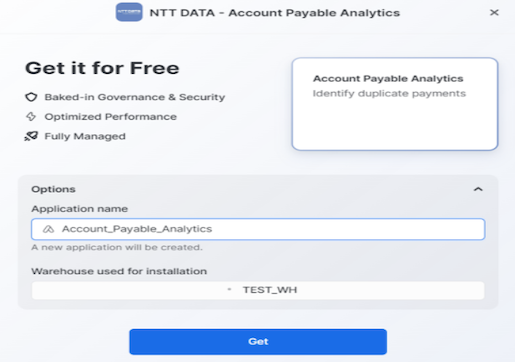 NTT DATA - Account Payable Analytics
Get it for Free
Baked-in Governance & Security
Optimized Performance
Fully Managed
Account Payable Analytics
Identify duplicate payments
Options
Application name
Account_Payable_Analytics
A new application will be created.
Warehouse used for installation
TEST_WH
Get